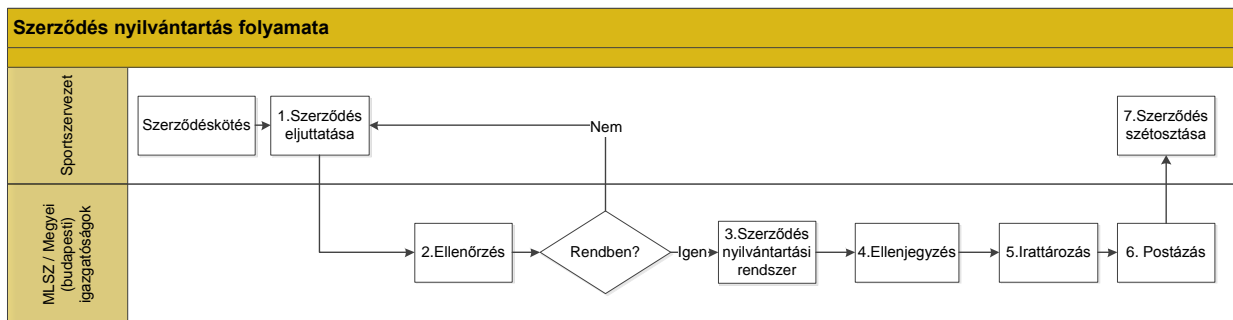 Szerződés nyilvántartás folyamata
Sportszervezet
Szerződéskötés
1.Szerződés
eljuttatása
Nem
7.Szerződés
szétosztása
MLSZ / Megyei
(budapesti)
igazgatóságok
2.Ellenőrzés
Rendben?
Igen
3.Szerződés
nyilvántartási
rendszer
4.Ellenjegyzés
5.Irattározás
6. Postázás